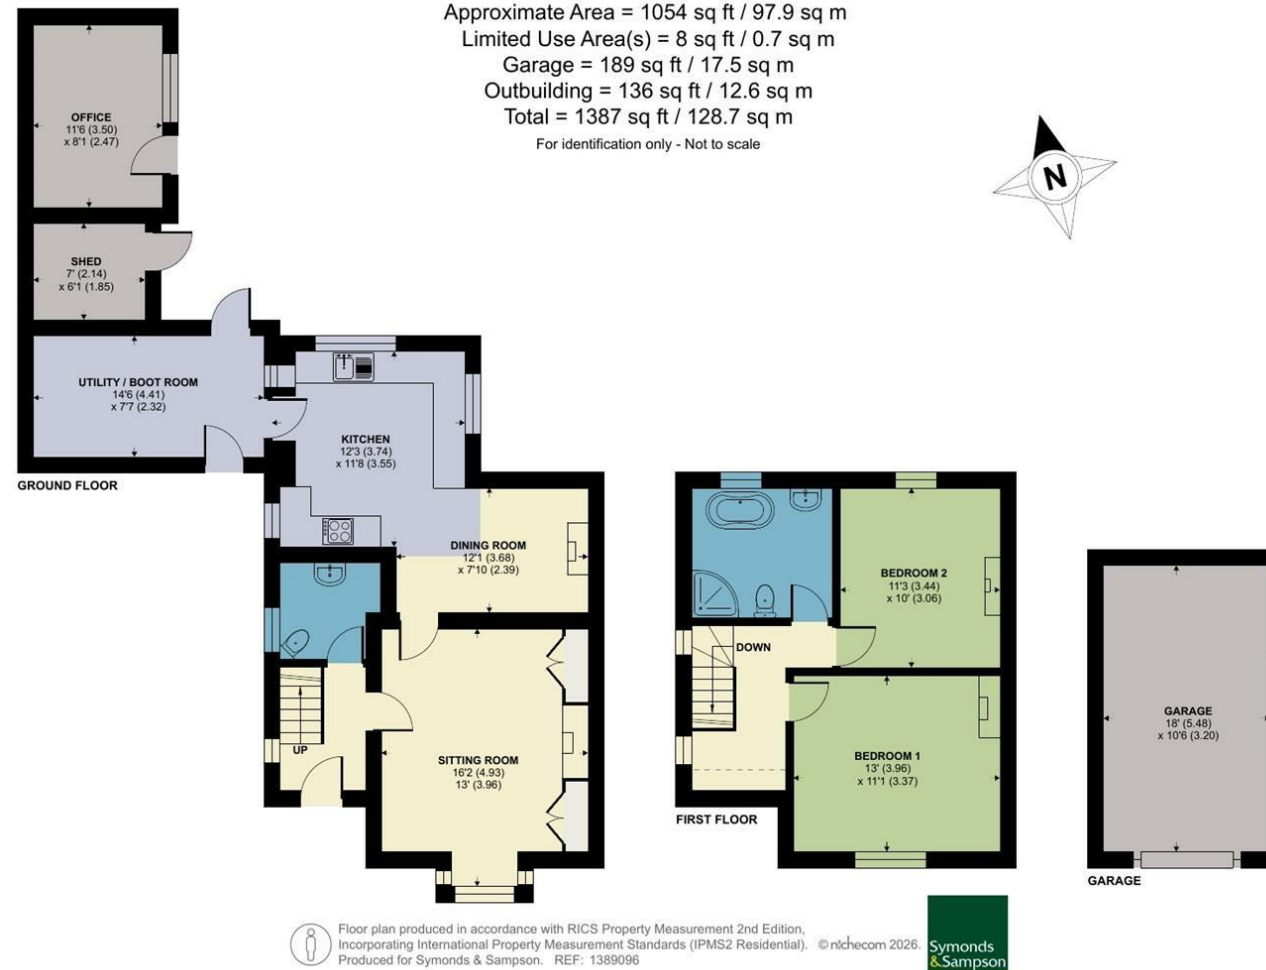 Approximate Area = 1054 sq ft / 97.9 sq m
Limited Use Area(s) = 8 sq ft / 0.7 sq m
Garage = 189 sq ft / 17.5 sq m
Outbuilding = 136 sq ft / 12.6 sq m
Total = 1387 sq ft / 128.7 sq m
For identification only - Not to scale
N
OFFICE
11'6 (3.50)
x 8'1 (2.47)
SHED
7' (2.14)
x 6'1 (1.85)
UTILITY / BOOT ROOM
14'6 (4.41)
x 7'7 (2.32)
KITCHEN
12'3 (3.74)
x 11'8 (3.55)
GROUND FLOOR
DINING ROOM
12'1 (3.68)
x 7'10 (2.39)
UP
SITTING ROOM
16'2 (4.93)
13' (3.96)
BEDROOM 2
11'3 (3.44)
x 10' (3.06)
DOWN
BEDROOM 1
13' (3.96)
x 11'1 (3.37)
FIRST FLOOR
GARAGE
18' (5.48)
x 10'6 (3.20)
GARAGE
Floor plan produced in accordance with RICS Property Measurement 2nd Edition,
Incorporating International Property Measurement Standards (IPMS2 Residential). © nichecom 2026.
Produced for Symonds & Sampson. REF: 1389096
Symonds
&Sampson